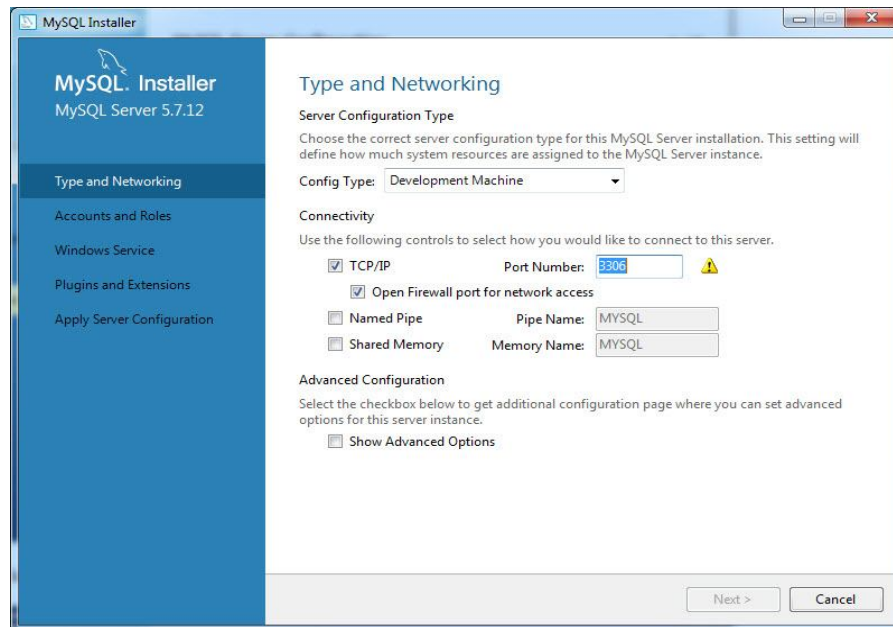 MySQL Installer
MySQL. Installer
MySQL Server 5.7.12
Type and Networking
Accounts and Roles
Windows Service
Plugins and Extensions
Apply Server Configuration
Type and Networking
Server Configuration Type
Choose the correct server configuration type for this MySQL Server installation. This setting will
define how much system resources are assigned to the MySQL Server instance.
Config Type: Development Machine
Connectivity
Use the following controls to select how you would like to connect to this server.
TCP/IP Port Number: 3306
Open Firewall port for network access
Named Pipe Pipe Name: MYSQL
Shared Memory Memory Name: MYSQL
Advanced Configuration
Select the checkbox below to get additional configuration page where you can set advanced
options for this server instance.
Show Advanced Options
Next > Cancel